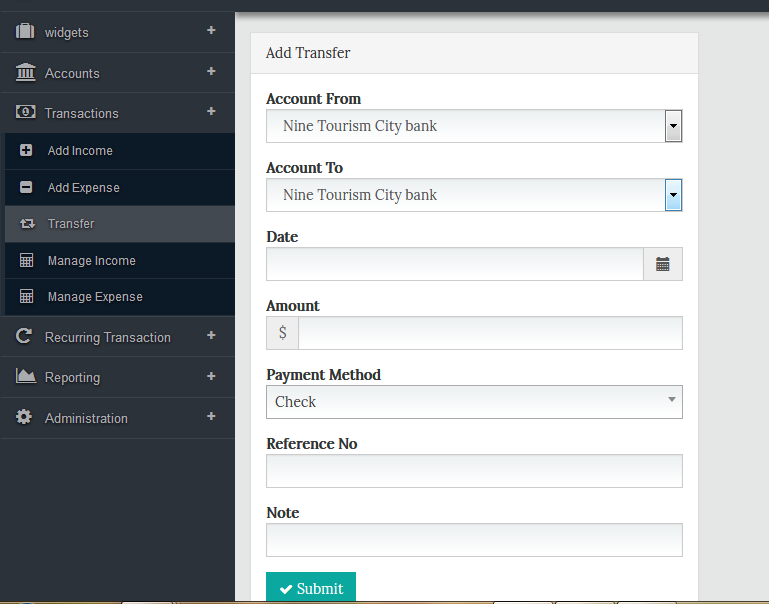 widgets
Accounts
Transactions
Add Income
Add Expense
Transfer
Manage Income
Manage Expense
Recurring Transaction
Reporting
Administration
Add Transfer
Account From
Nine Tourism City bank
Account To
Nine Tourism City bank
Date
Amount
$
Payment Method
Check
Reference No
Note
Submit